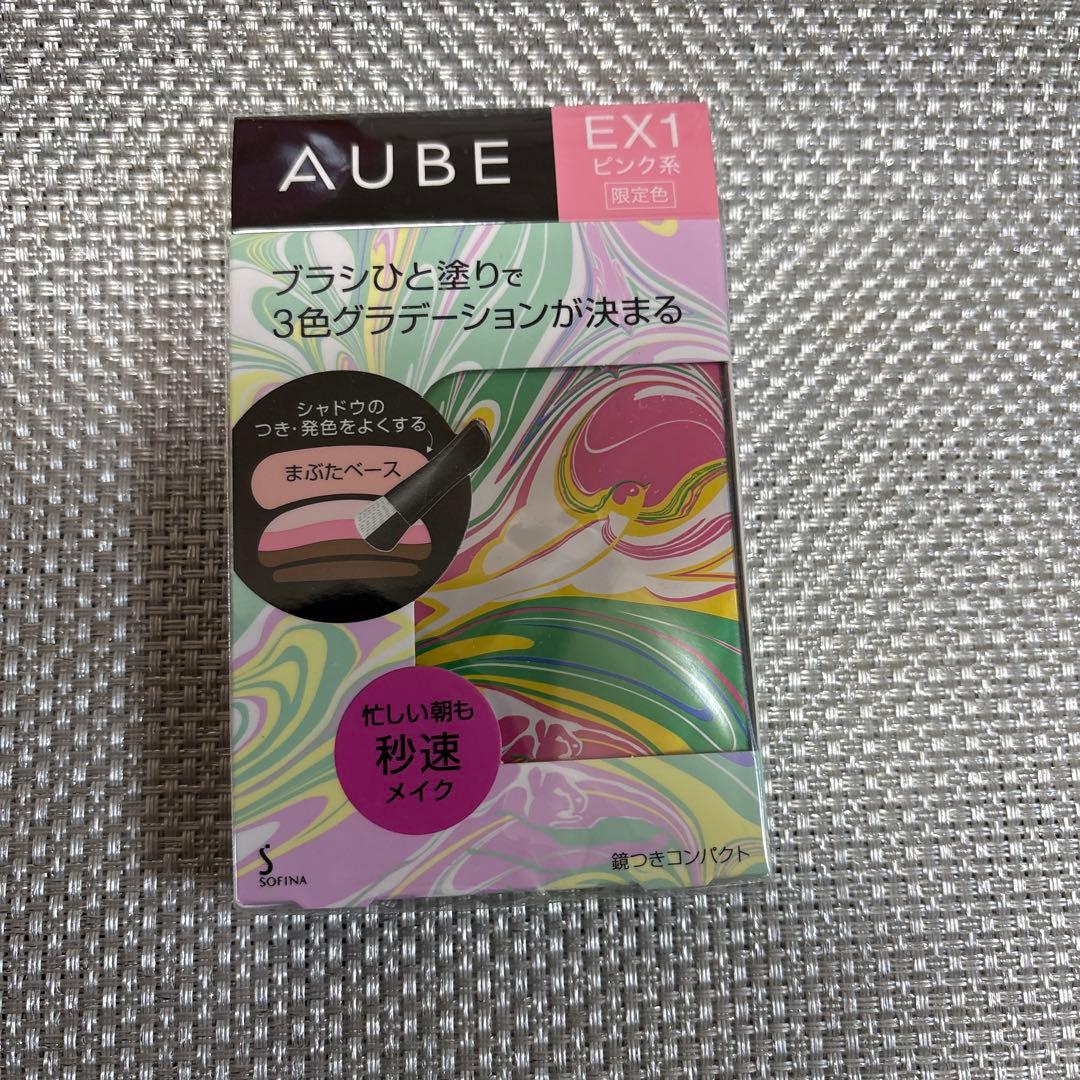 AUBE
EX1
ピンク系
限定色
ブラシひと塗りで
3色グラデーションが決まる
シャドウの
つき・発色をよくする
まぶたベース
忙しい朝も
秒速
メイク
SOFINA
鏡つきコンパクト